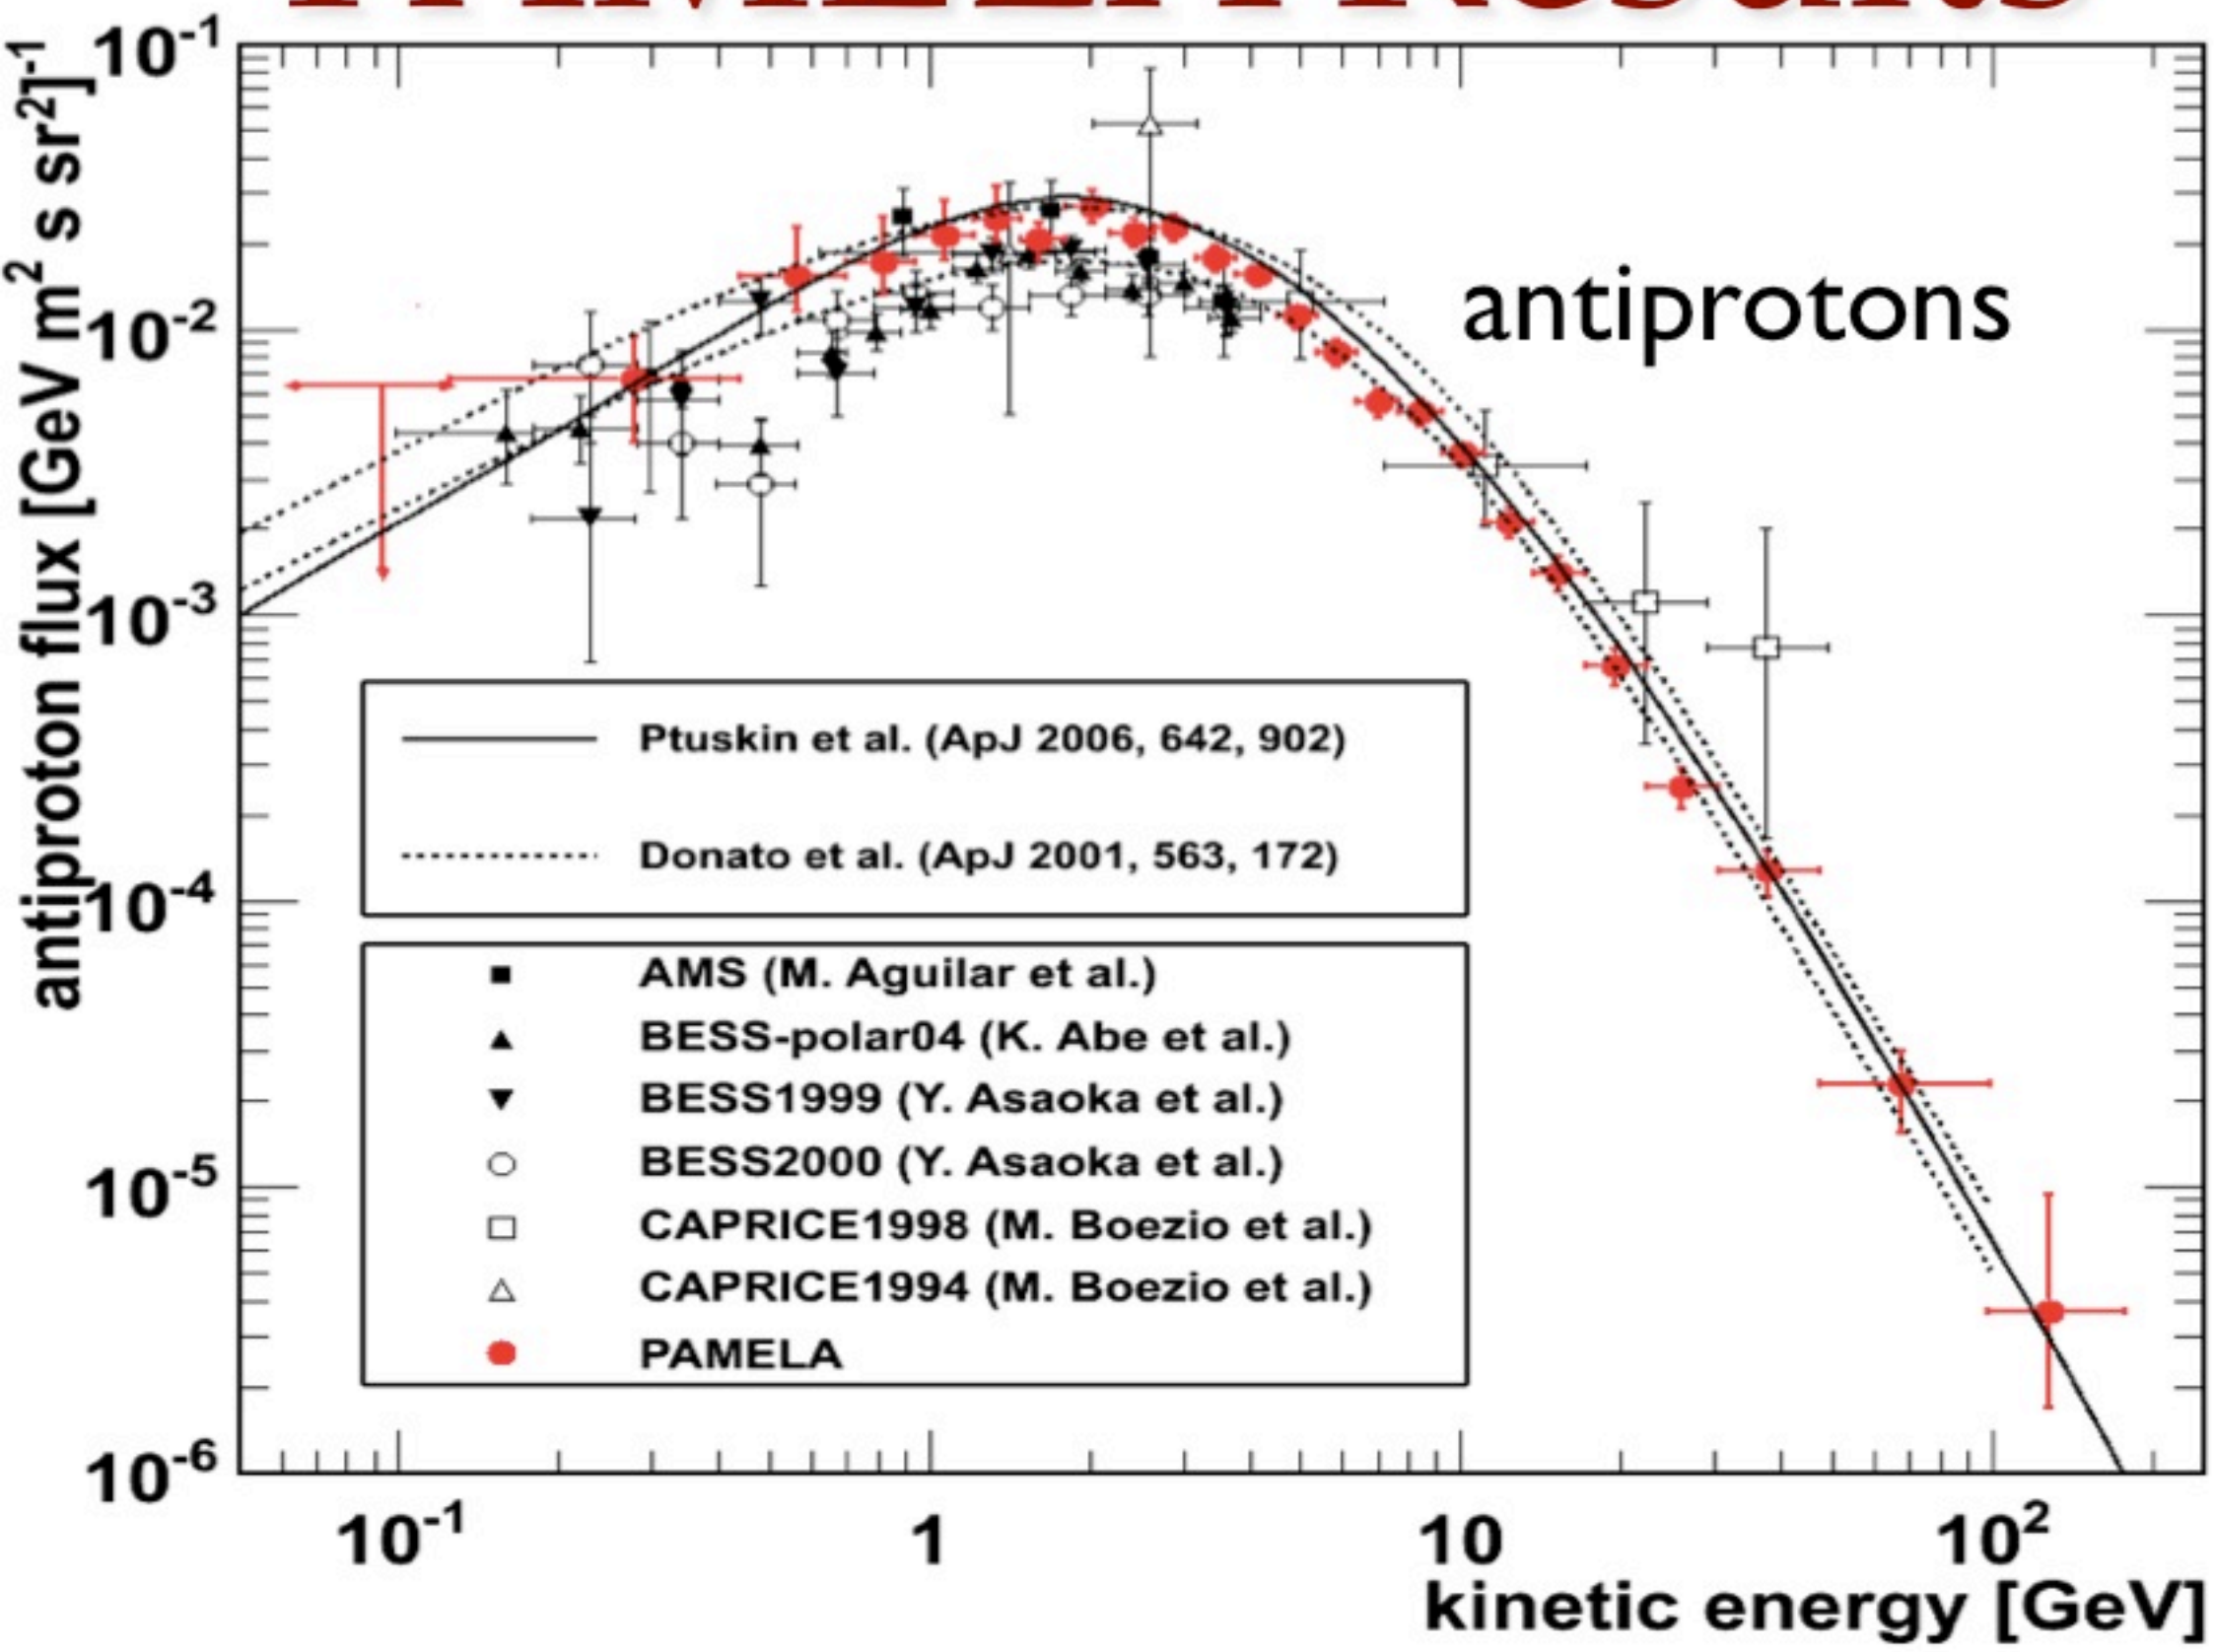 PAMELA Results
antiproton flux [GeV m² s sr²]⁻¹
10⁻¹
10⁻²
10⁻³
10⁻⁴
10⁻⁵
10⁻⁶
antiprotons
Ptuskin et al. (ApJ 2006, 642, 902)
Donato et al. (ApJ 2001, 563, 172)
AMS (M. Aguilar et al.)
BESS-polar04 (K. Abe et al.)
BESS1999 (Y. Asaoka et al.)
BESS2000 (Y. Asaoka et al.)
CAPRICE1998 (M. Boezio et al.)
CAPRICE1994 (M. Boezio et al.)
PAMELA
10⁻¹ 1 10 10²
kinetic energy [GeV]